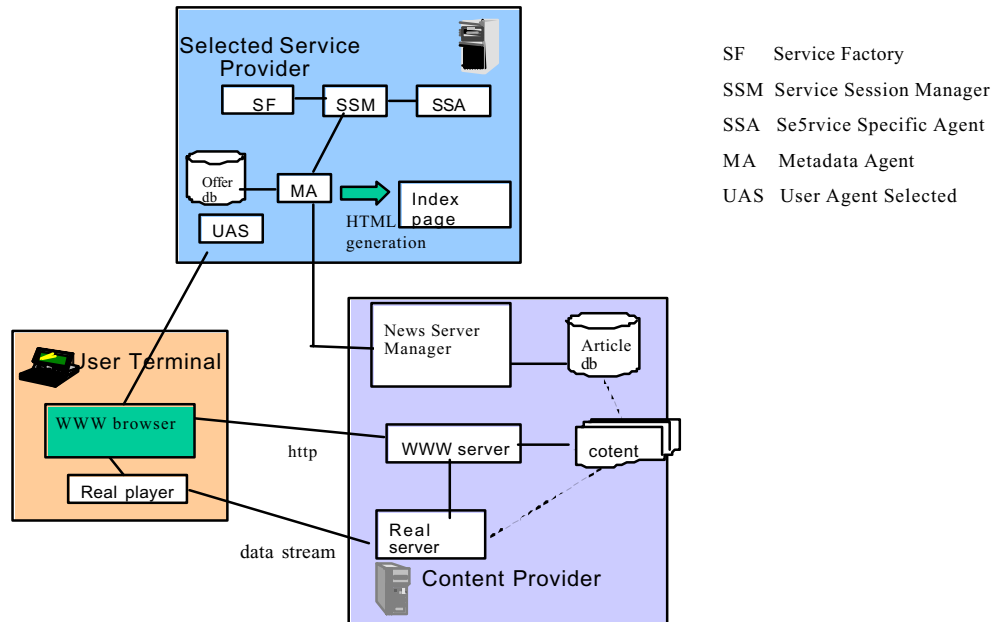 Selected Service
Provider
SF
SSM
SSA
Offer
db
MA
HTML
generation
Index
page
UAS
SF Service Factory
SSM Service Session Manager
SSA Se5rvice Specific Agent
MA Metadata Agent
UAS User Agent Selected
User Terminal
WWW browser
Real player
http
data stream
News Server
Manager
Article
db
WWW server
cotent
Real
server
Content Provider